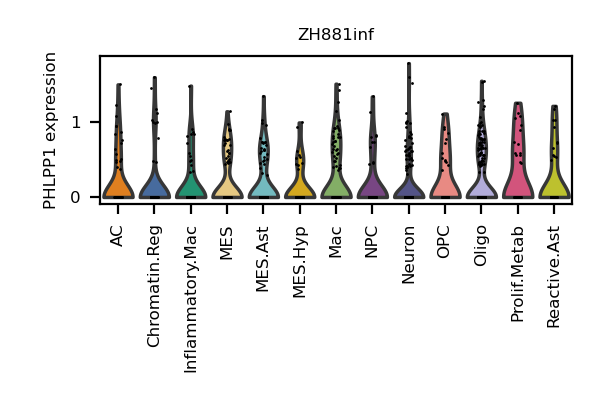 ZH881inf
PHLPP1 expression
1
0
AC
Chromatin.Reg
Inflammatory.Mac
MES
MES.Ast
MES.Hyp
Mac
NPC
Neuron
OPC
Oligo
Prolif.Metab
Reactive.Ast